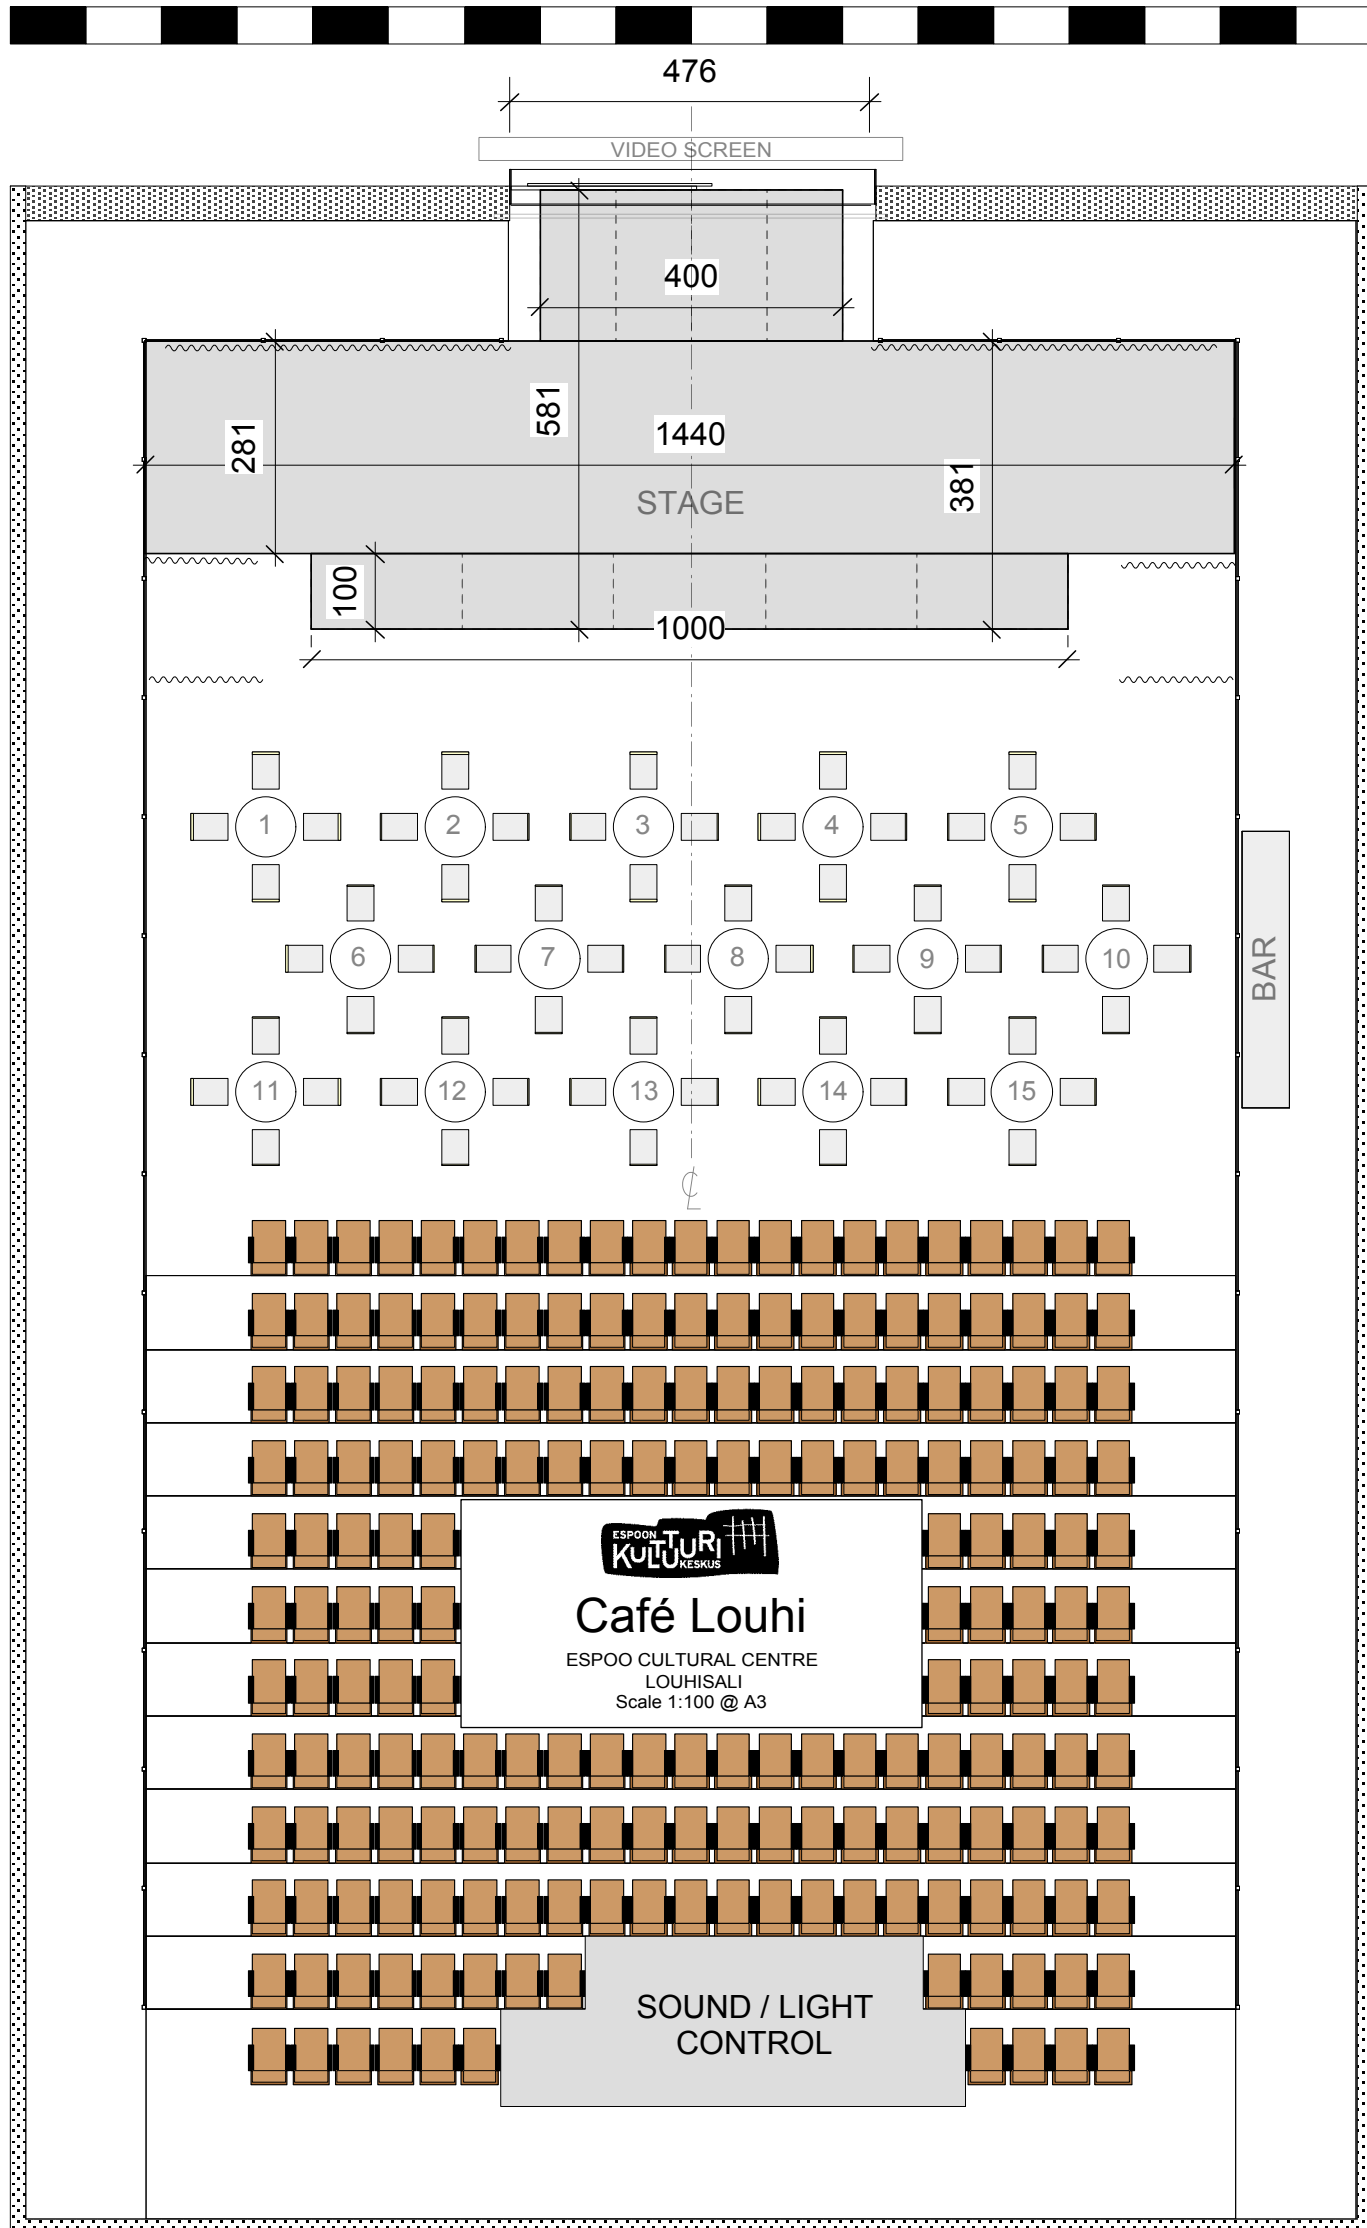 476
VIDEO SCREEN
400
581
281
1440
381
STAGE
100
1000
1 2 3 4 5
6 7 8 9 10
BAR
11 12 13 14 15
ESPOON
KULTTUURI
KESKUS
Café Louhi
ESPOO CULTURAL CENTRE
LOUHISALI
Scale 1:100 @ A3
SOUND / LIGHT
CONTROL